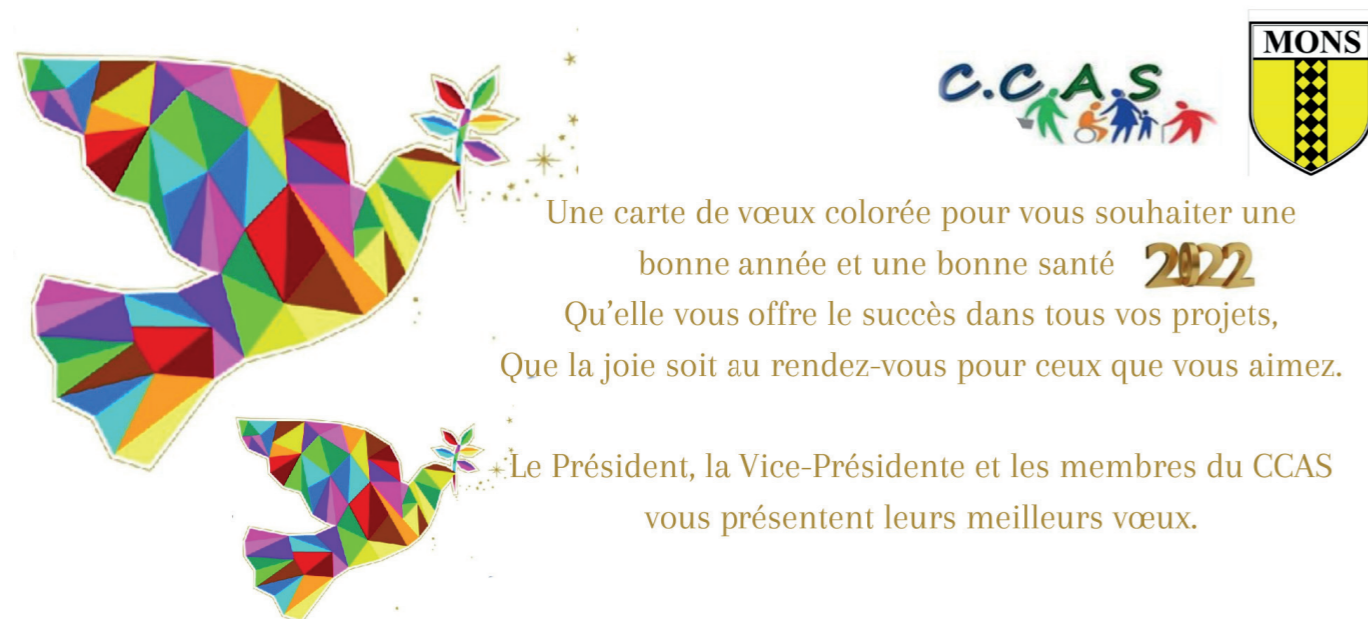 C.C.A.S
MONS
Une carte de vœux colorée pour vous souhaiter une
bonne année et une bonne santé 2022
Qu’elle vous offre le succès dans tous vos projets,
Que la joie soit au rendez-vous pour ceux que vous aimez.
Le Président, la Vice-Présidente et les membres du CCAS
vous présentent leurs meilleurs vœux.